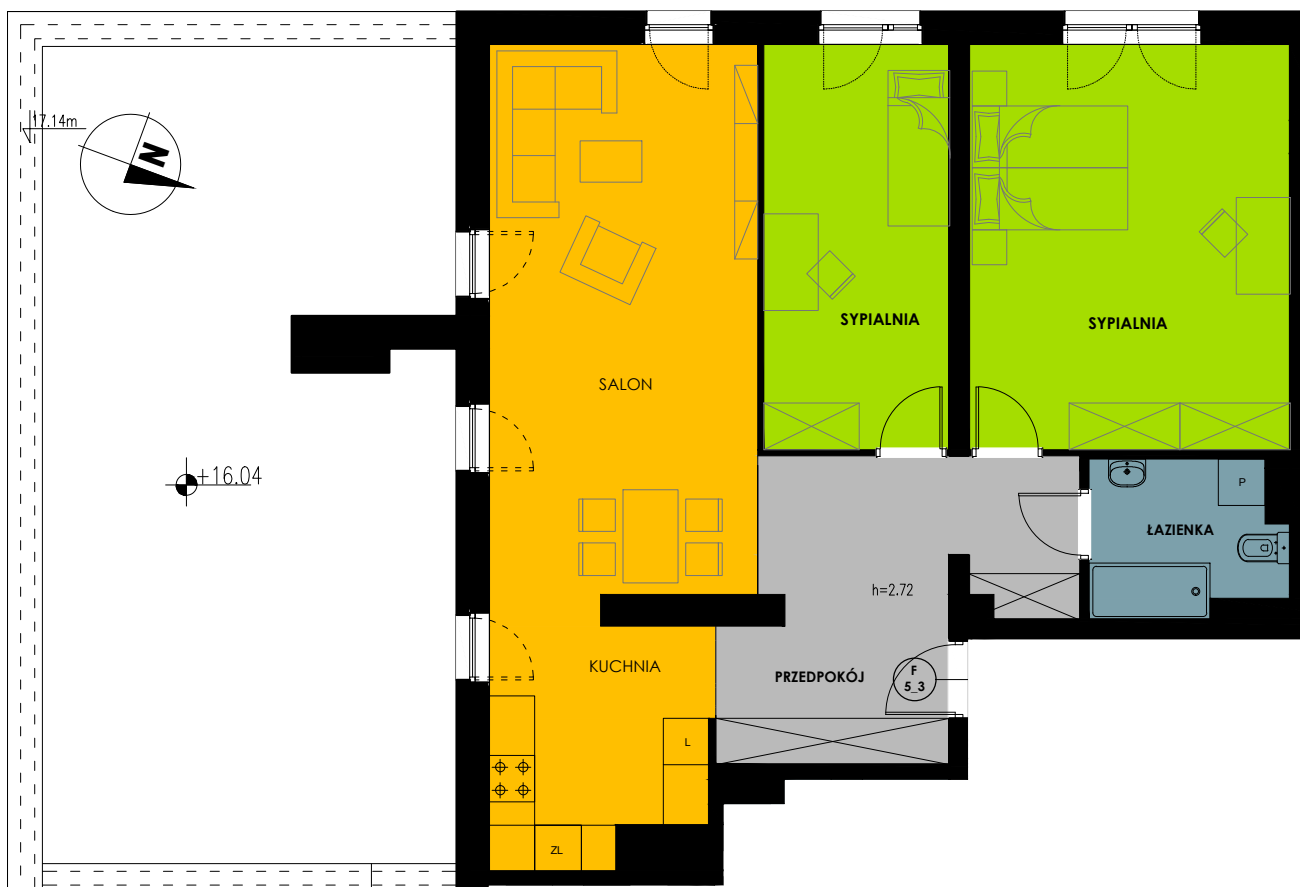 17.14m
N
SYPIALNIA
SYPIALNIA
SALON
+16.04
P
ŁAZIENKA
h=2.72
KUCHNIA
PRZEDPOKÓJ
F
5_3
L
ZL